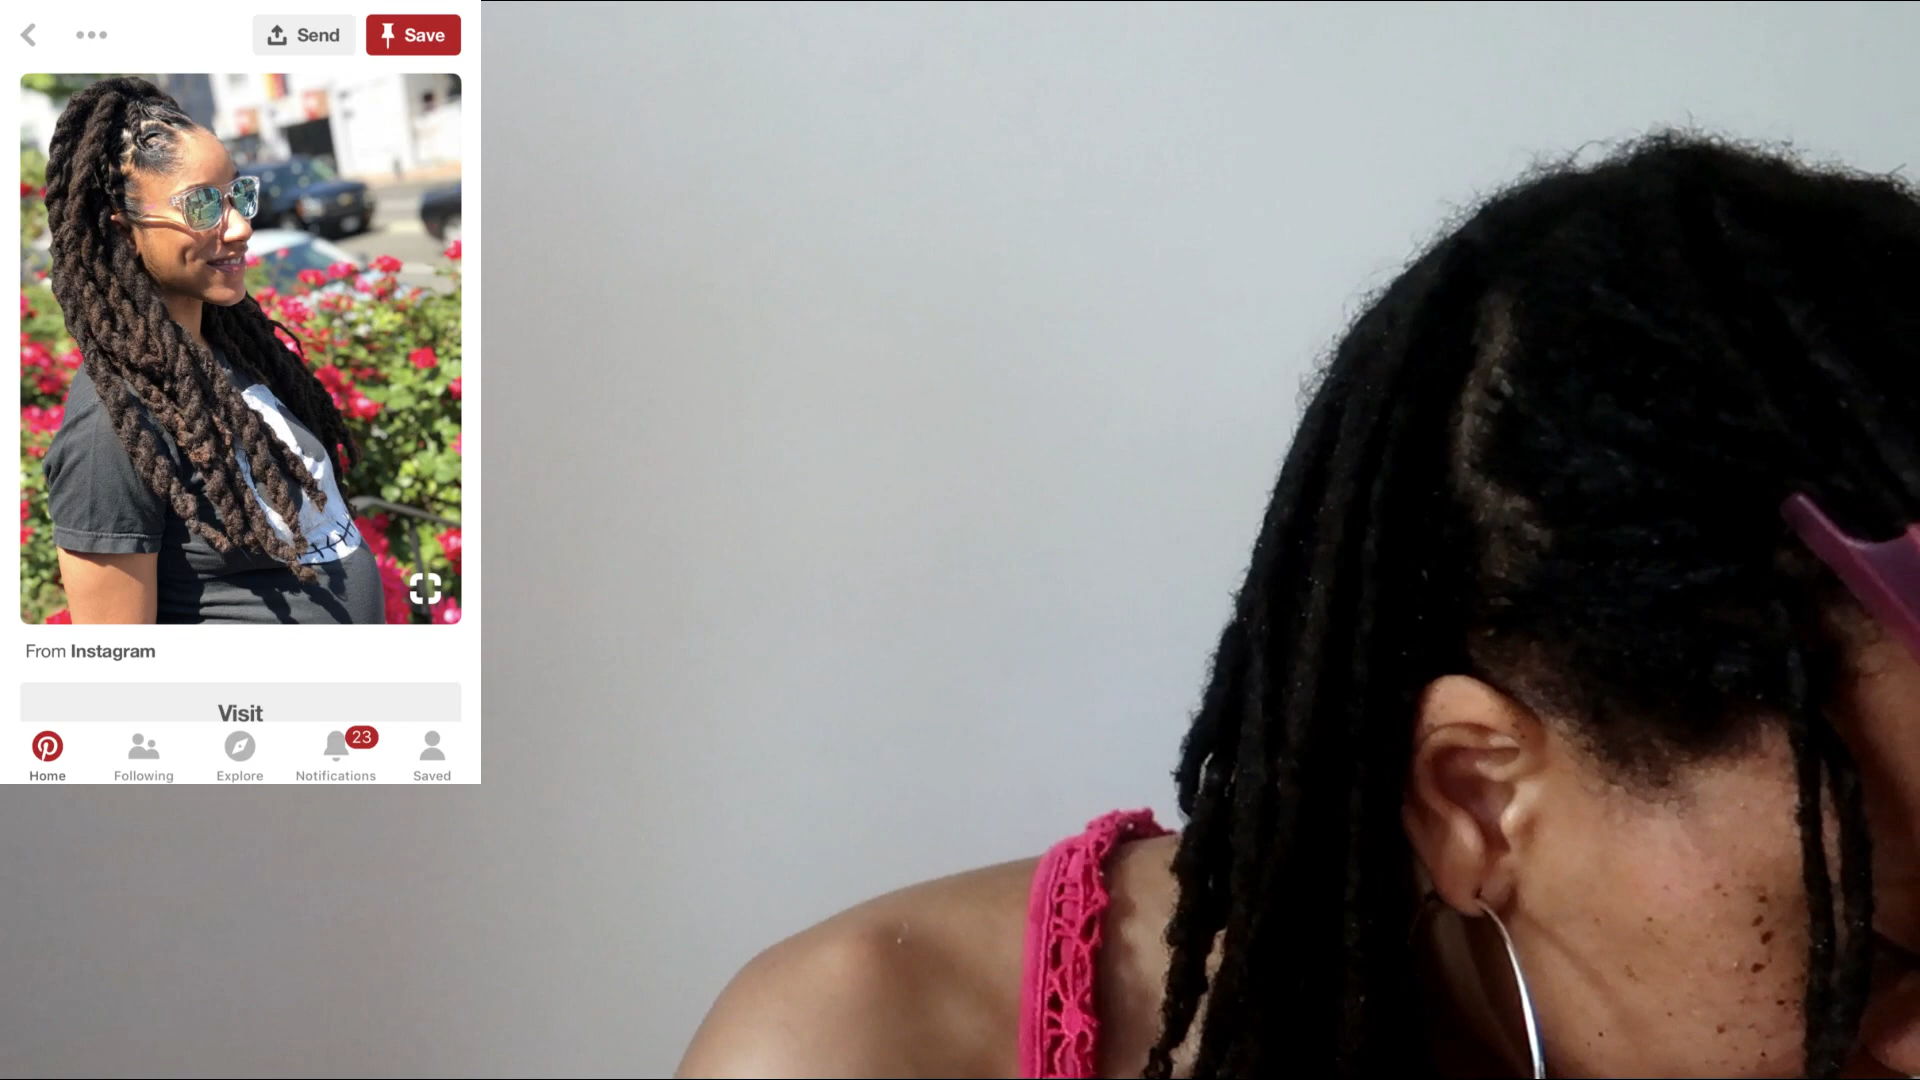 Send
Save
From Instagram
Visit
23
Home
Following
Explore
Notifications
Saved